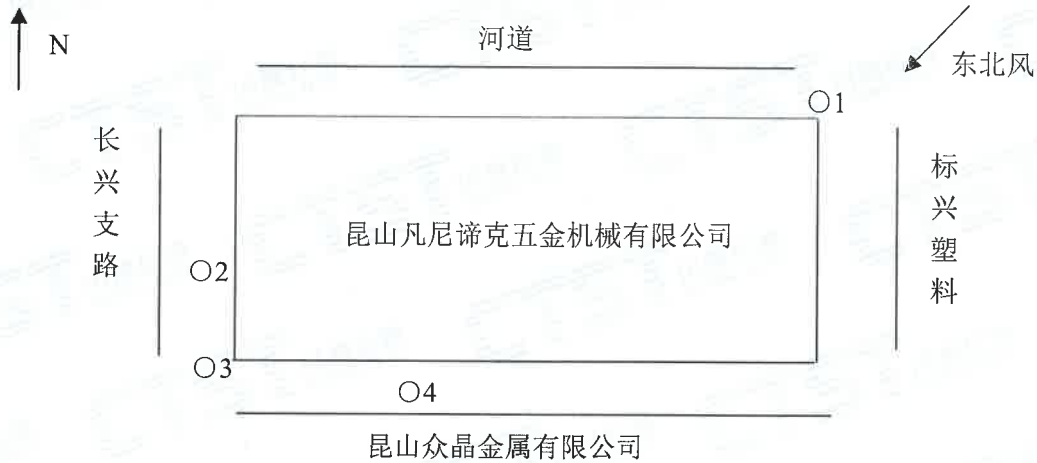 N
河道
东北风
○1
长兴支路
标兴塑料
昆山凡尼谛克五金机械有限公司
○2
○3
○4
昆山众晶金属有限公司